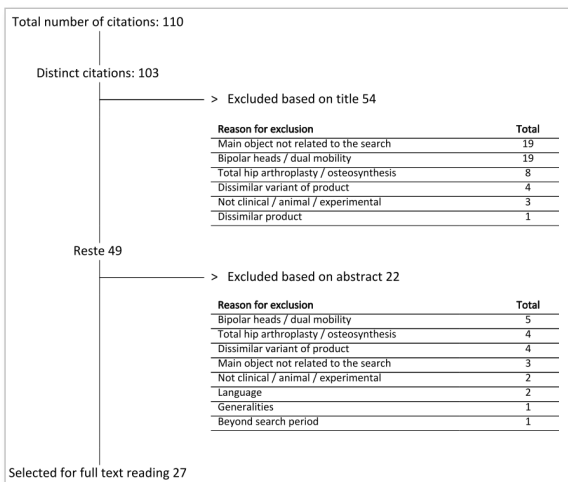 Total number of citations: 110
Distinct citations: 103
> Excluded based on title 54
Reason for exclusion Total
Main object not related to the search 19
Bipolar heads / dual mobility 19
Total hip arthroplasty / osteosynthesis 8
Dissimilar variant of product 4
Not clinical / animal / experimental 3
Dissimilar product 1
Reste 49
> Excluded based on abstract 22
Reason for exclusion Total
Bipolar heads / dual mobility 5
Total hip arthroplasty / osteosynthesis 4
Dissimilar variant of product 4
Main object not related to the search 3
Not clinical / animal / experimental 2
Language 2
Generalities 1
Beyond search period 1
Selected for full text reading 27